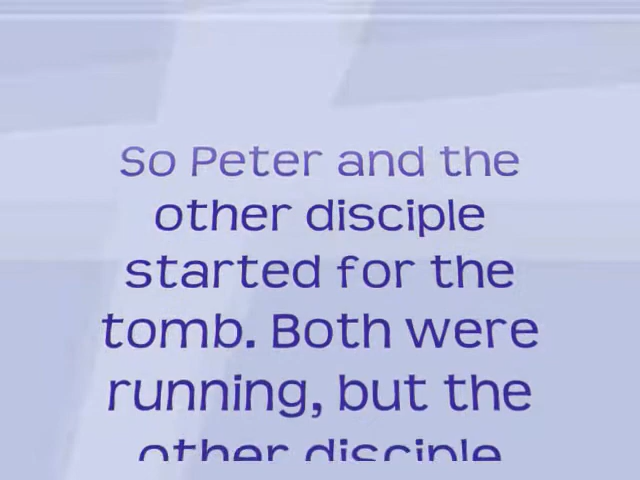 So Peter and the
other disciple
started for the
tomb. Both were
running, but the
other disciple